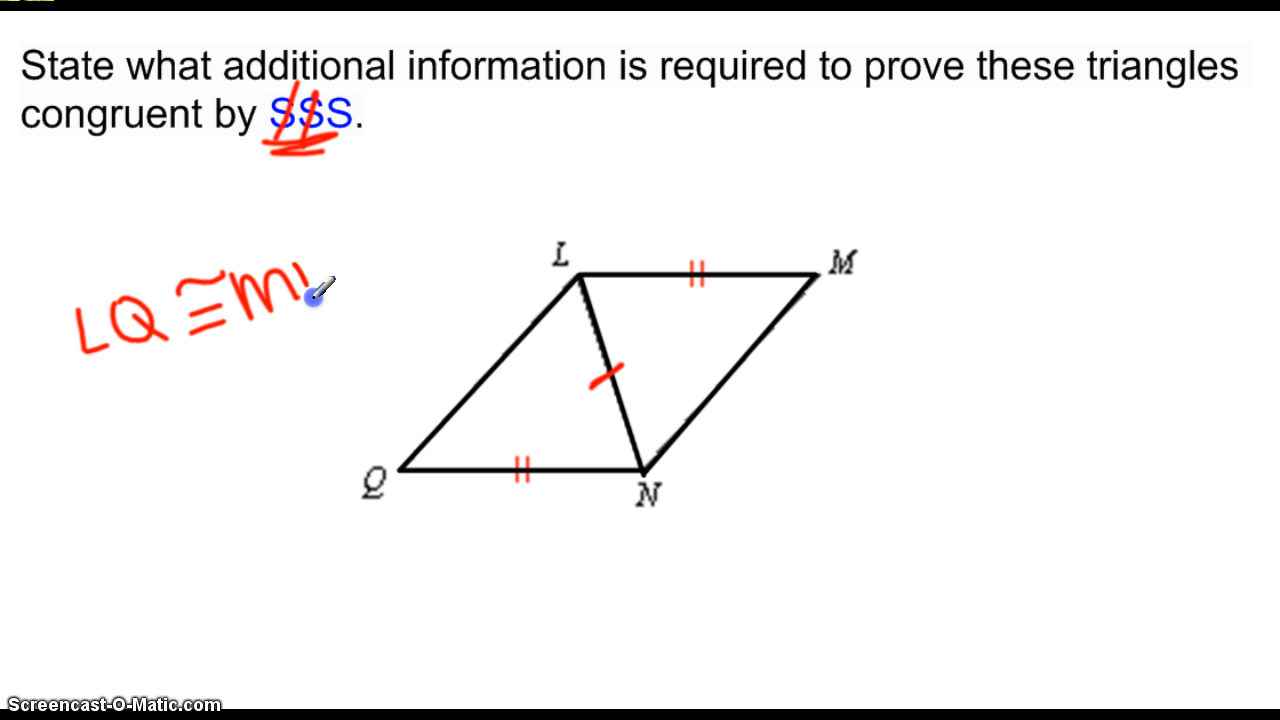 State what additional information is required to prove these triangles
congruent by SSS.
L
M
LQ ≅ m
Q
N
Screencast-O-Matic.com